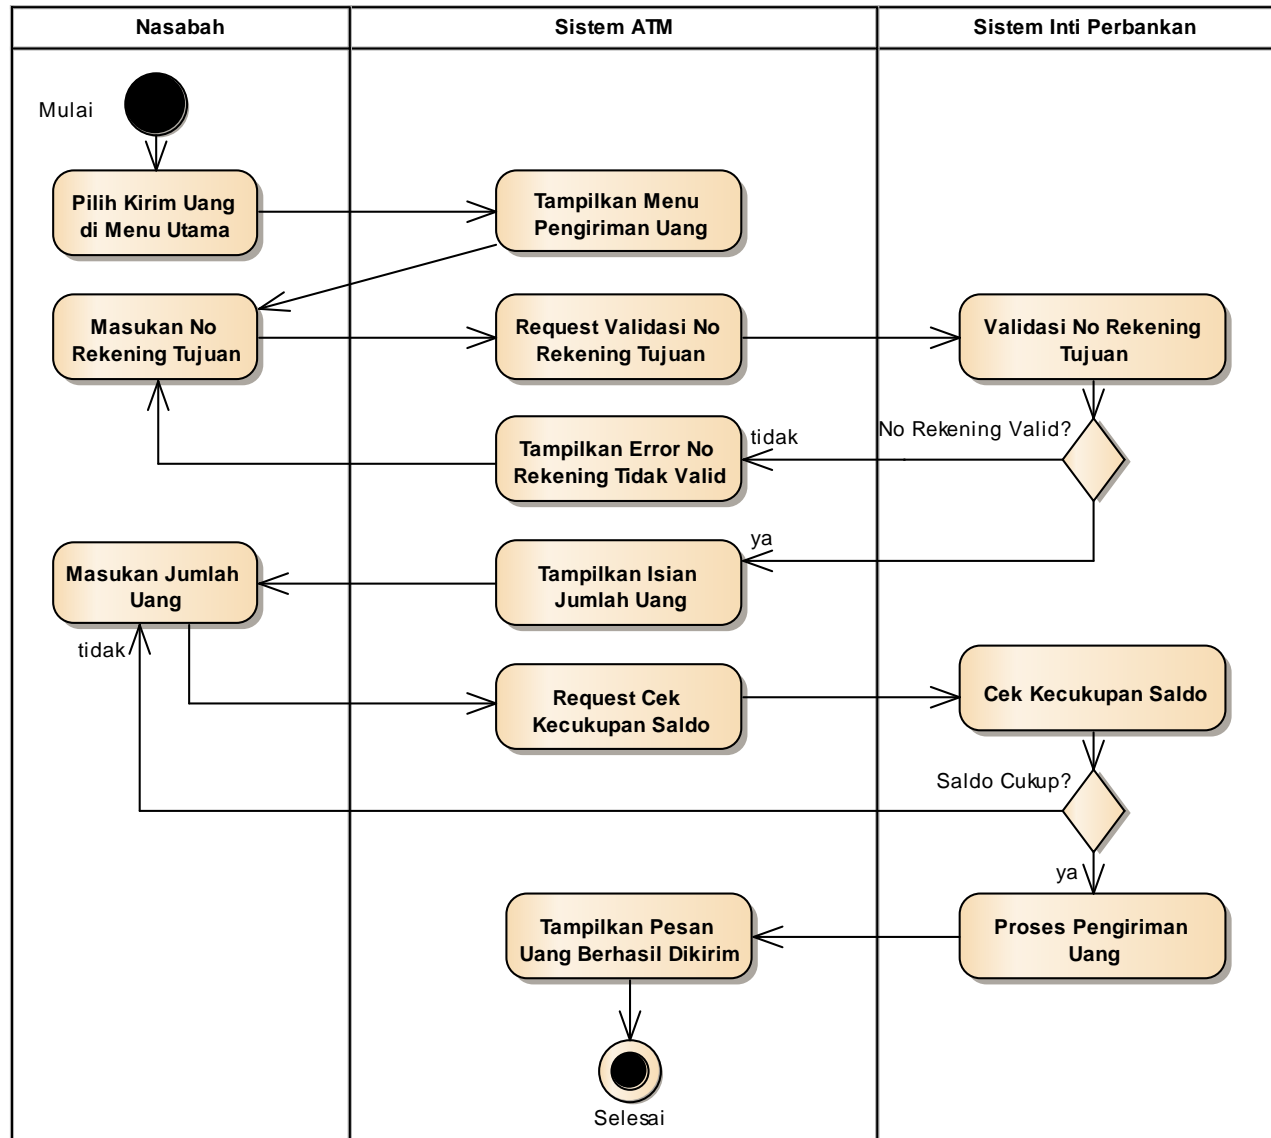 Nasabah
Sistem ATM
Sistem Inti Perbankan
Mulai
Pilih Kirim Uang
di Menu Utama
Tampilkan Menu
Pengiriman Uang
Masukan No
Rekening Tujuan
Request Validasi No
Rekening Tujuan
Validasi No Rekening
Tujuan
No Rekening Valid?
tidak
Tampilkan Error No
Rekening Tidak Valid
ya
Masukan Jumlah
Uang
Tampilkan Isian
Jumlah Uang
tidak
Request Cek
Kecukupan Saldo
Cek Kecukupan Saldo
Saldo Cukup?
ya
Tampilkan Pesan
Uang Berhasil Dikirim
Proses Pengiriman
Uang
Selesai